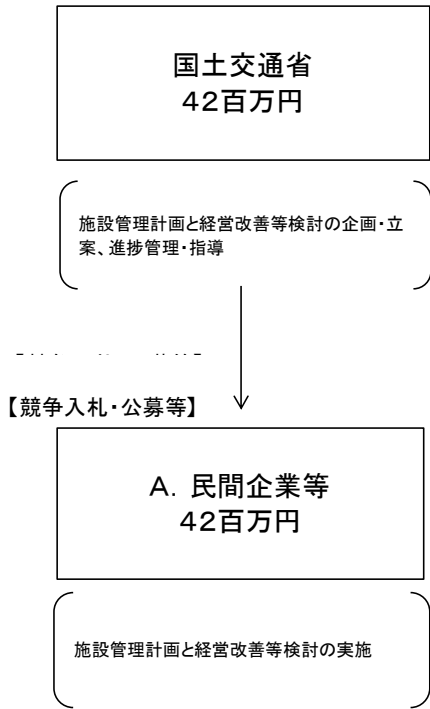 国土交通省
42百万円
施設管理計画と経営改善等検討の企画・立
案、進捗管理・指導
【競争入札・公募等】
A. 民間企業等
42百万円
施設管理計画と経営改善等検討の実施